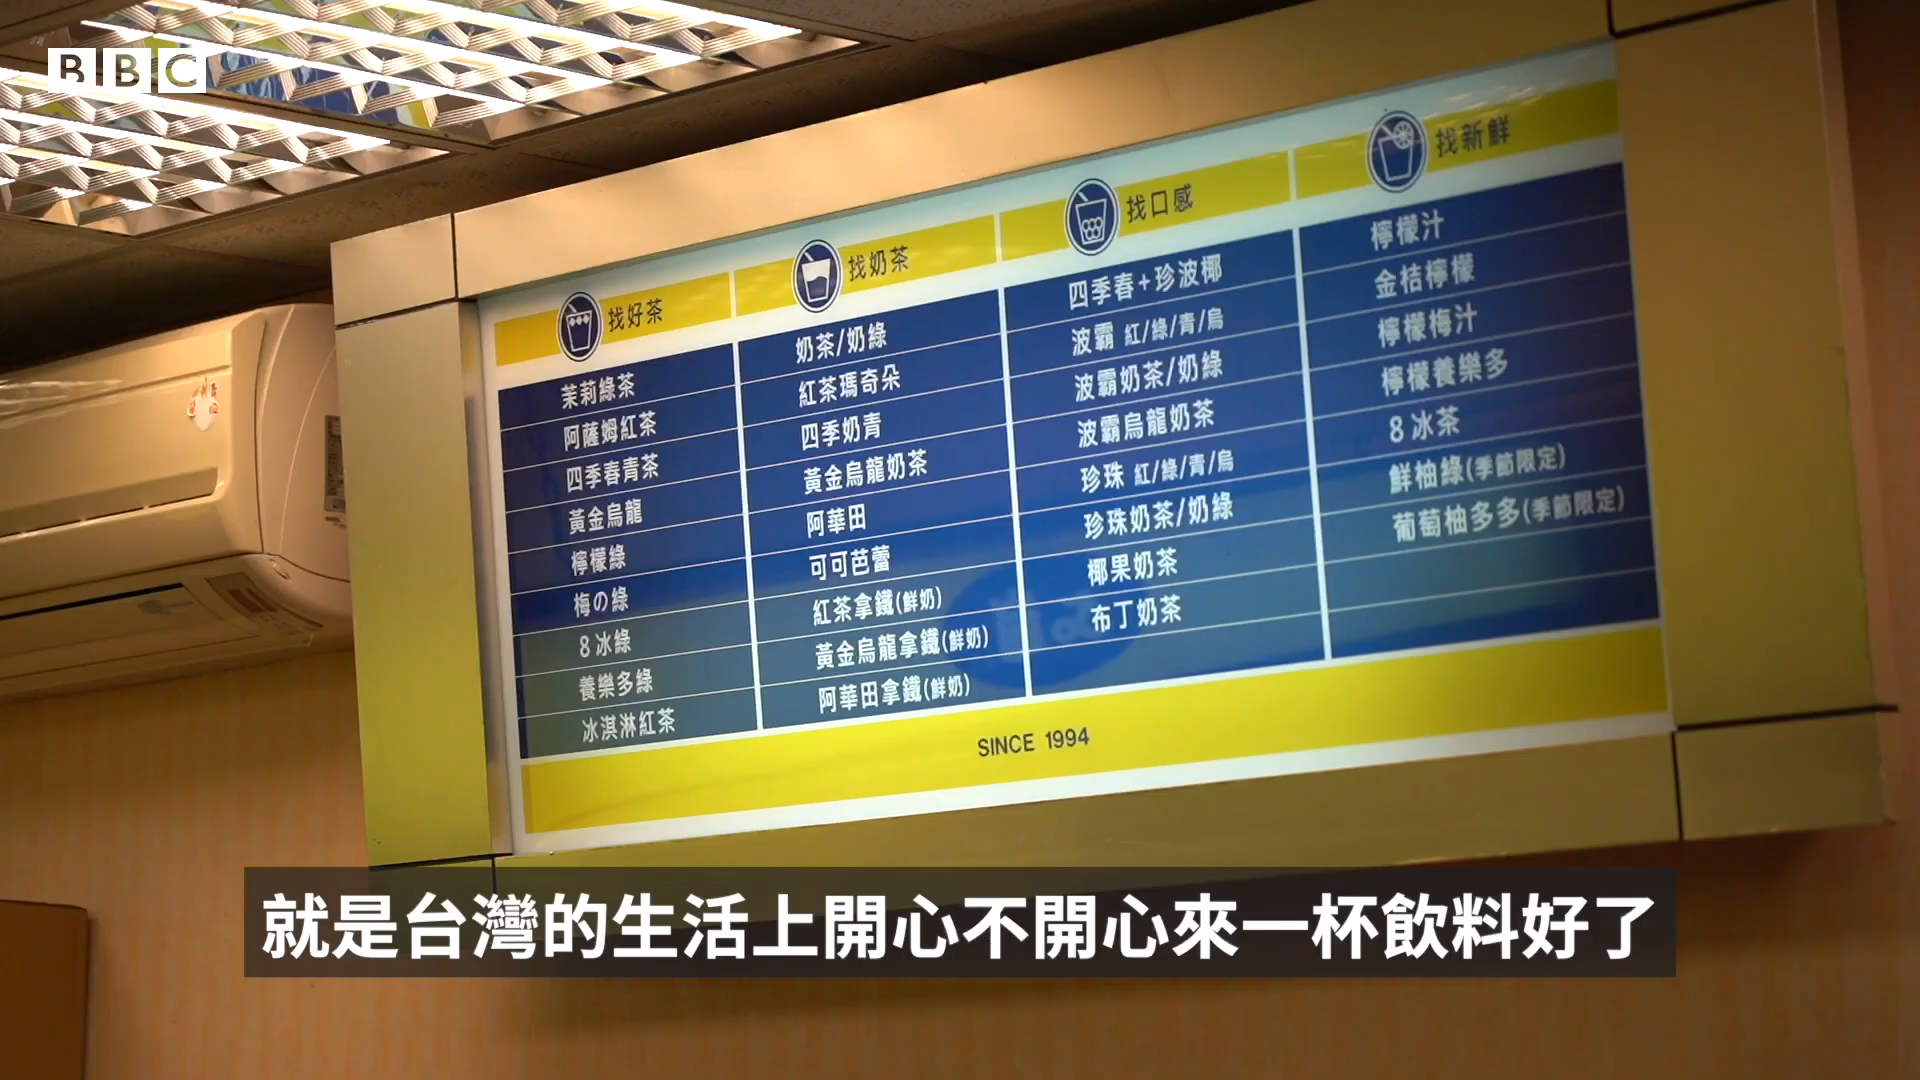 BBC
找好茶
茉莉綠茶
阿薩姆紅茶
四季春青茶
黃金烏龍
檸檬綠
梅の綠
8冰綠
養樂多綠
冰淇淋紅茶
找奶茶
奶茶/奶綠
紅茶瑪奇朵
四季奶青
黃金烏龍奶茶
阿華田
可可芭蕾
紅茶拿鐵(鮮奶)
黃金烏龍拿鐵(鮮奶)
阿華田拿鐵(鮮奶)
找口感
四季春+珍波椰
波霸 紅/綠/青/烏
波霸奶茶/奶綠
波霸烏龍奶茶
珍珠 紅/綠/青/烏
珍珠奶茶/奶綠
椰果奶茶
布丁奶茶
找新鮮
檸檬汁
金桔檸檬
檸檬梅汁
檸檬養樂多
8冰茶
鮮柚綠(季節限定)
葡萄柚多多(季節限定)
SINCE 1994
就是台灣的生活上開心不開心來一杯飲料好了